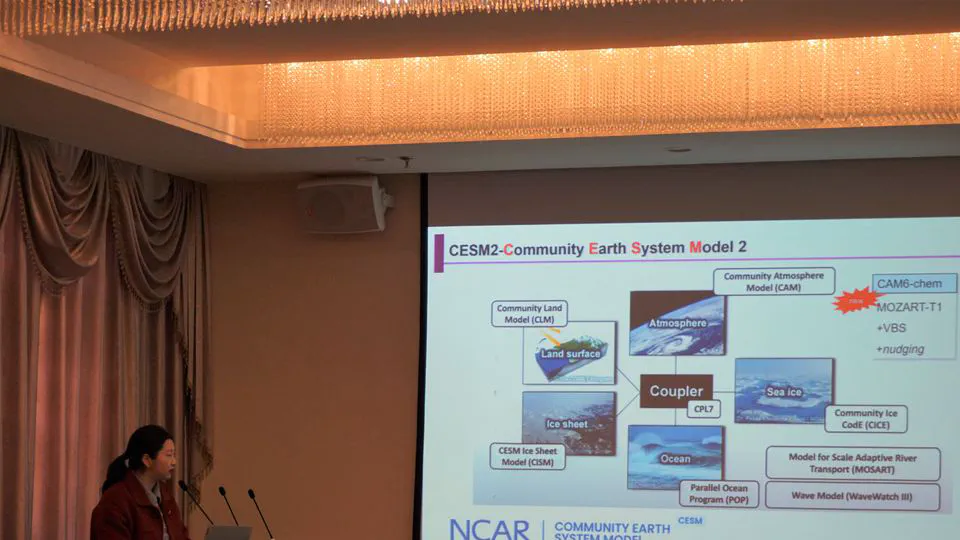 CESM2-Community Earth System Model 2
Community Atmosphere
Model (CAM)
CAM6-chem
MOZART-T1
+VBS
+nudging
Community Land
Model (CLM)
Atmosphere
Land surface
Coupler
CPL7
Sea ice
Community Ice
CodE (CICE)
Ice sheet
CESM Ice Sheet
Model (CISM)
Ocean
Parallel Ocean
Program (POP)
Model for Scale Adaptive River
Transport (MOSART)
Wave Model (WaveWatch III)
NCAR
COMMUNITY EARTH
SYSTEM MODEL
CESM